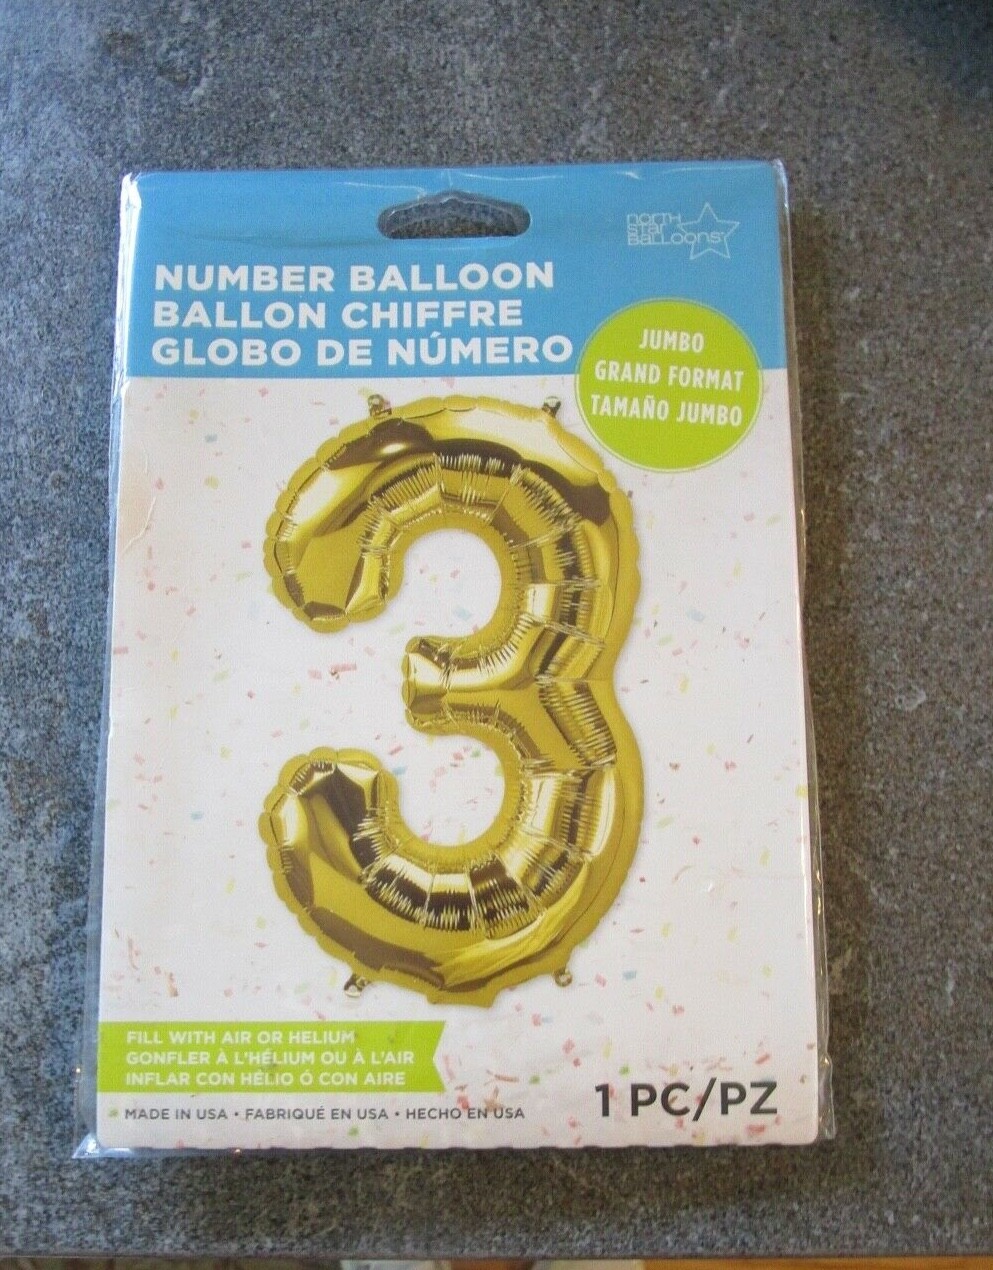 NORTH
STAR
BALLOONS
NUMBER BALLOON
BALLON CHIFFRE
GLOBO DE NÚMERO
JUMBO
GRAND FORMAT
TAMAÑO JUMBO
3
FILL WITH AIR OR HELIUM
GONFLER À L'HÉLIUM OU À L'AIR
INFLAR CON HÉLIO Ó CON AIRE
MADE IN USA • FABRIQUÉ EN USA • HECHO EN USA
1 PC/PZ